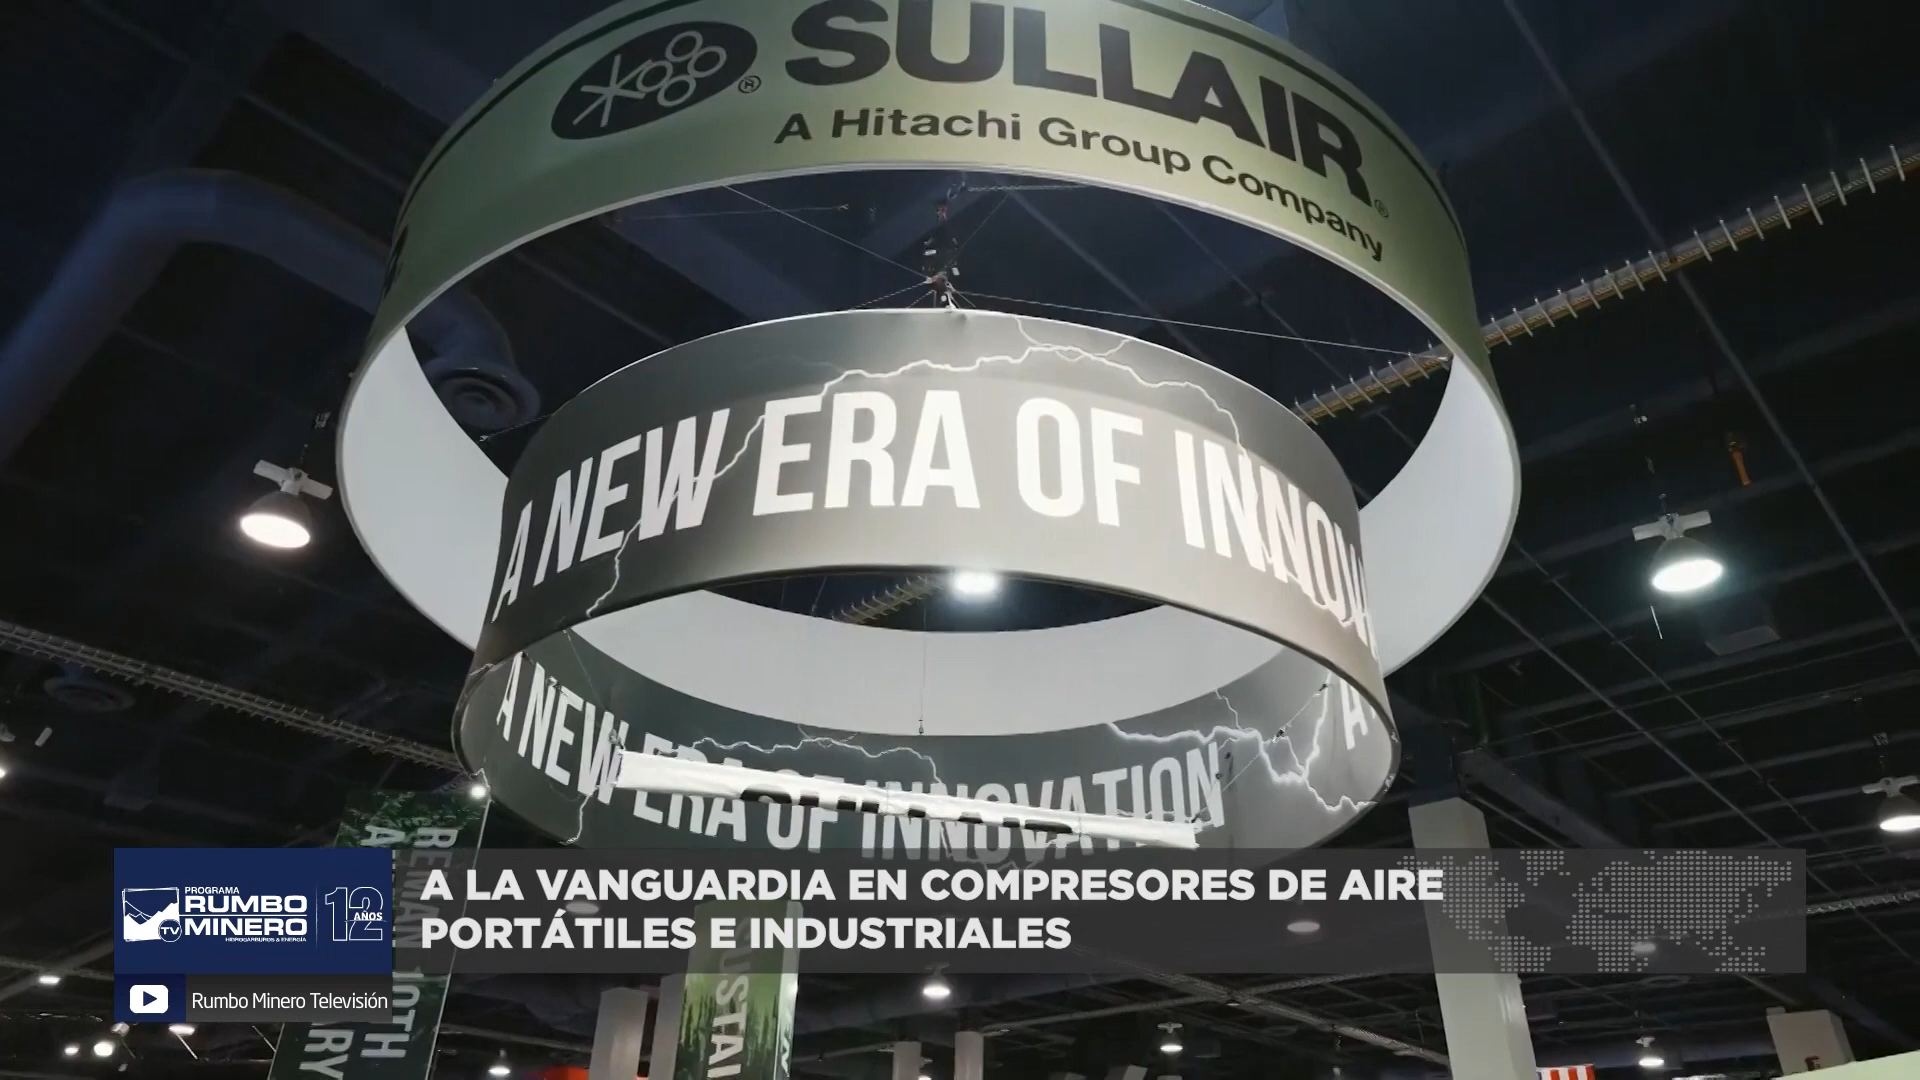 SULLAIR
®
A Hitachi Group Company
A NEW ERA OF INNOV
A NEW ERA OF INNOVATION
A LA VANGUARDIA EN COMPRESORES DE AIRE
PORTÁTILES E INDUSTRIALES
PROGRAMA
RUMBO
MINERO
TV
HIDROCARBUROS & ENERGÍA
12
AÑOS
Rumbo Minero Televisión